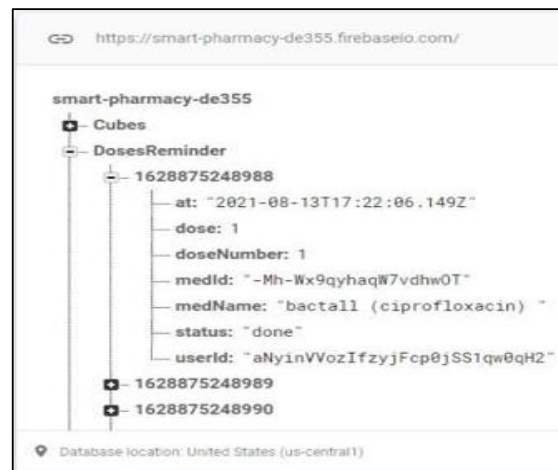 https://smart-pharmacy-de355.firebaseio.com/
smart-pharmacy-de355
Cubes
DosesReminder
1628875248988
at: "2021-08-13T17:22:06.149Z"
dose: 1
doseNumber: 1
medId: "-Mh-Wx9qyhaqW7vdhwOT"
medName: "bactall (ciprofloxacin) "
status: "done"
userId: "aNyinVVozIfzyjFcp0jSS1qw0qH2"
1628875248989
1628875248990
Database location: United States (us-central1)